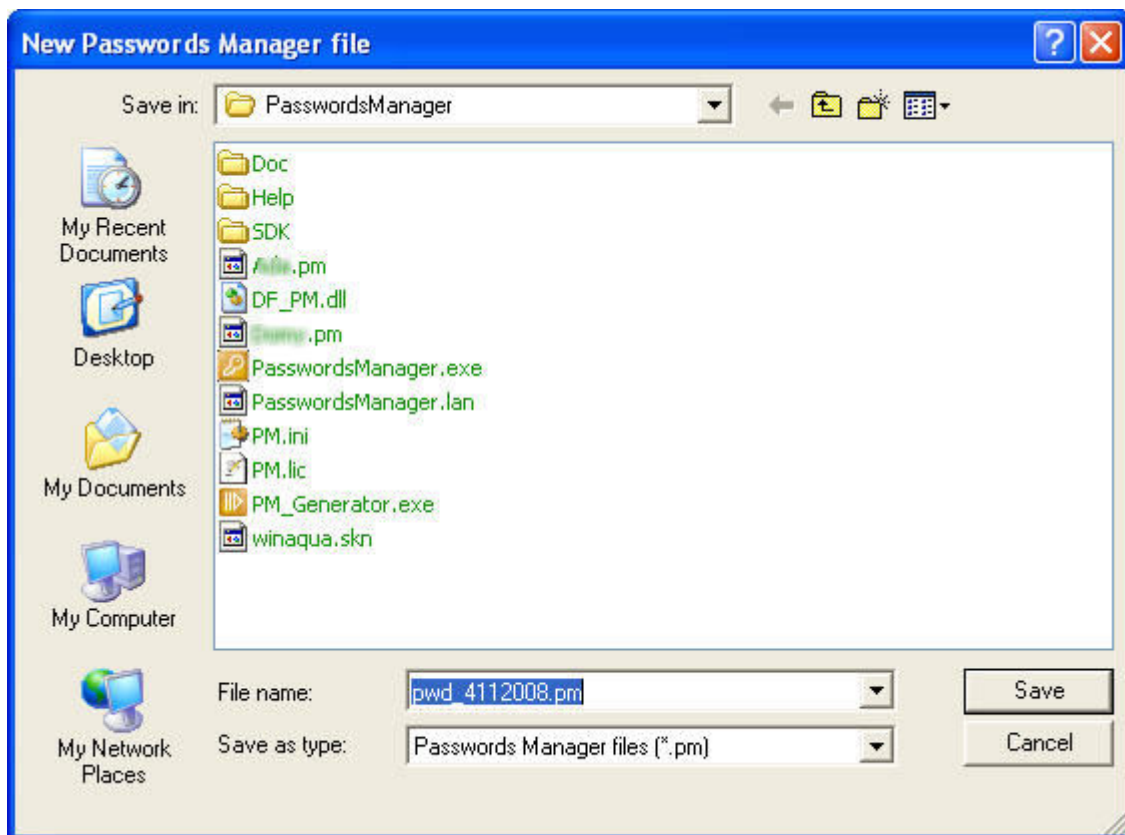 New Passwords Manager file
Save in:
PasswordsManager
My Recent
Documents
Desktop
My Documents
My Computer
My Network
Places
Doc
Help
SDK
.pm
DF_PM.dll
.pm
PasswordsManager.exe
PasswordsManager.lan
PM.ini
PM.lic
PM_Generator.exe
winaqua.skn
File name:
pwd_4112008.pm
Save
Save as type:
Passwords Manager files (*.pm)
Cancel